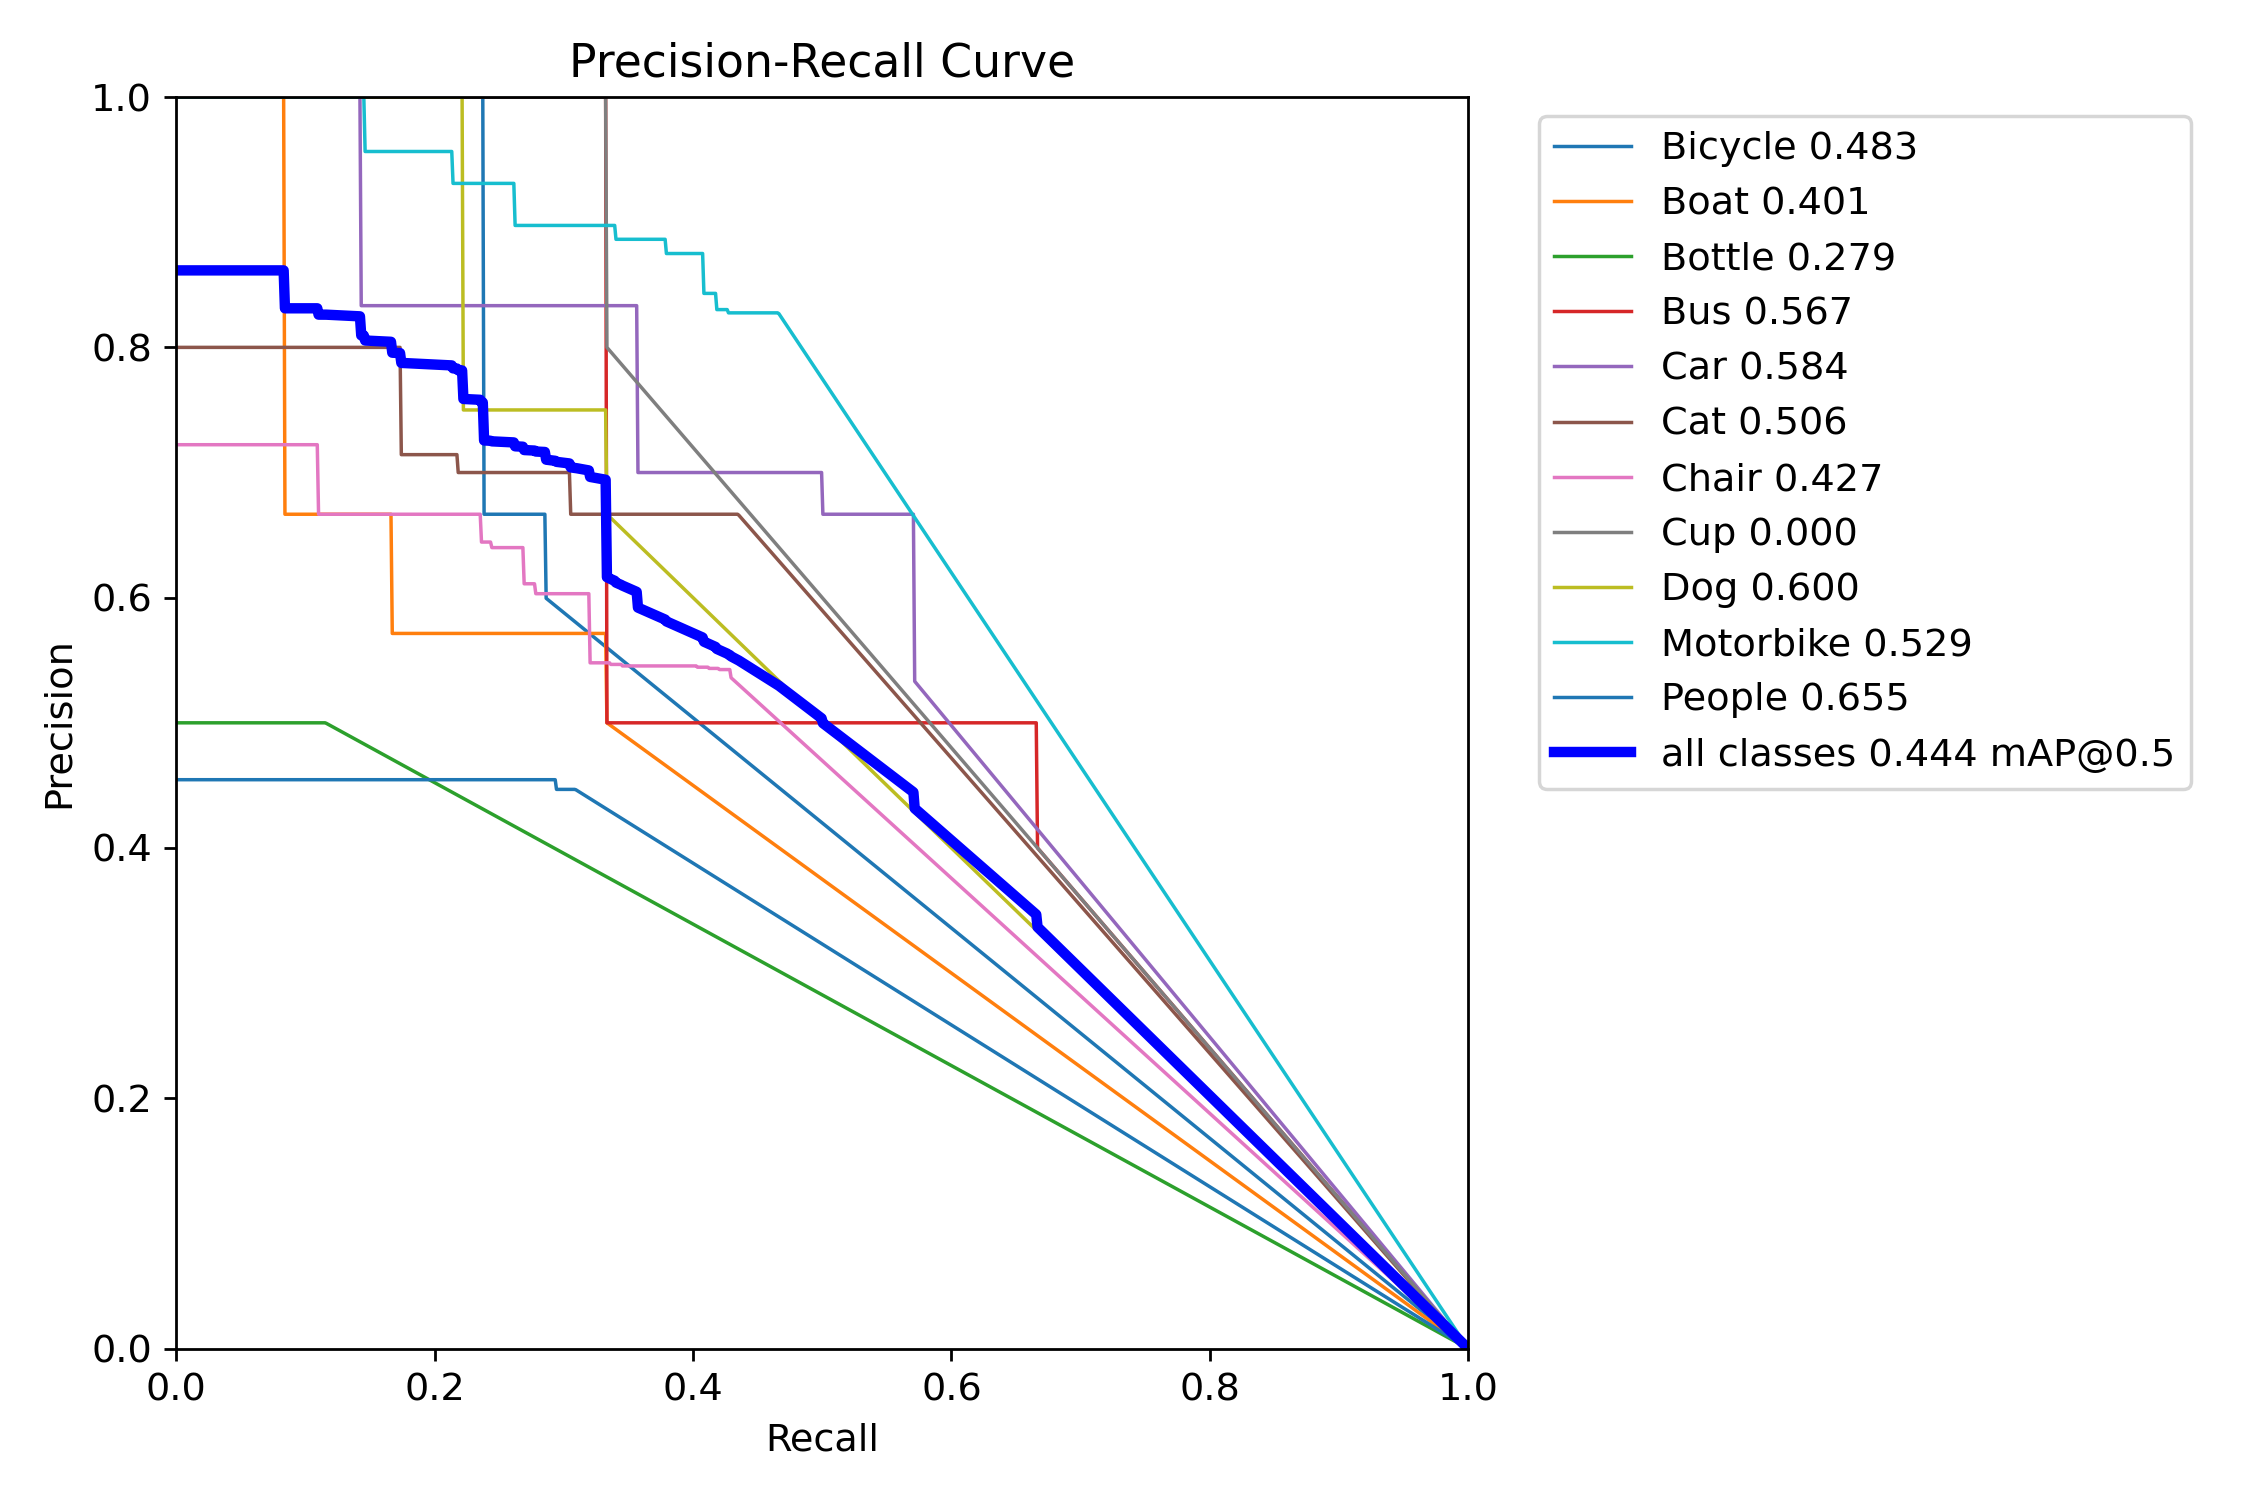 Precision-Recall Curve
1.0
0.8
0.6
0.4
0.2
0.0
Precision
0.0 0.2 0.4 0.6 0.8 1.0
Recall
Bicycle 0.483
Boat 0.401
Bottle 0.279
Bus 0.567
Car 0.584
Cat 0.506
Chair 0.427
Cup 0.000
Dog 0.600
Motorbike 0.529
People 0.655
all classes 0.444 mAP@0.5